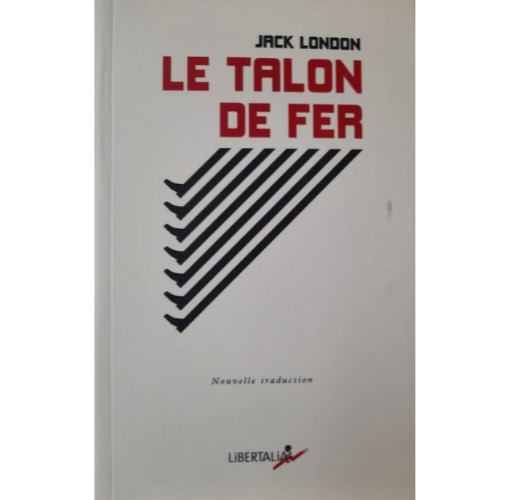 JACK LONDON
LE TALON
DE FER
Nouvelle traduction
LiBERTALiA